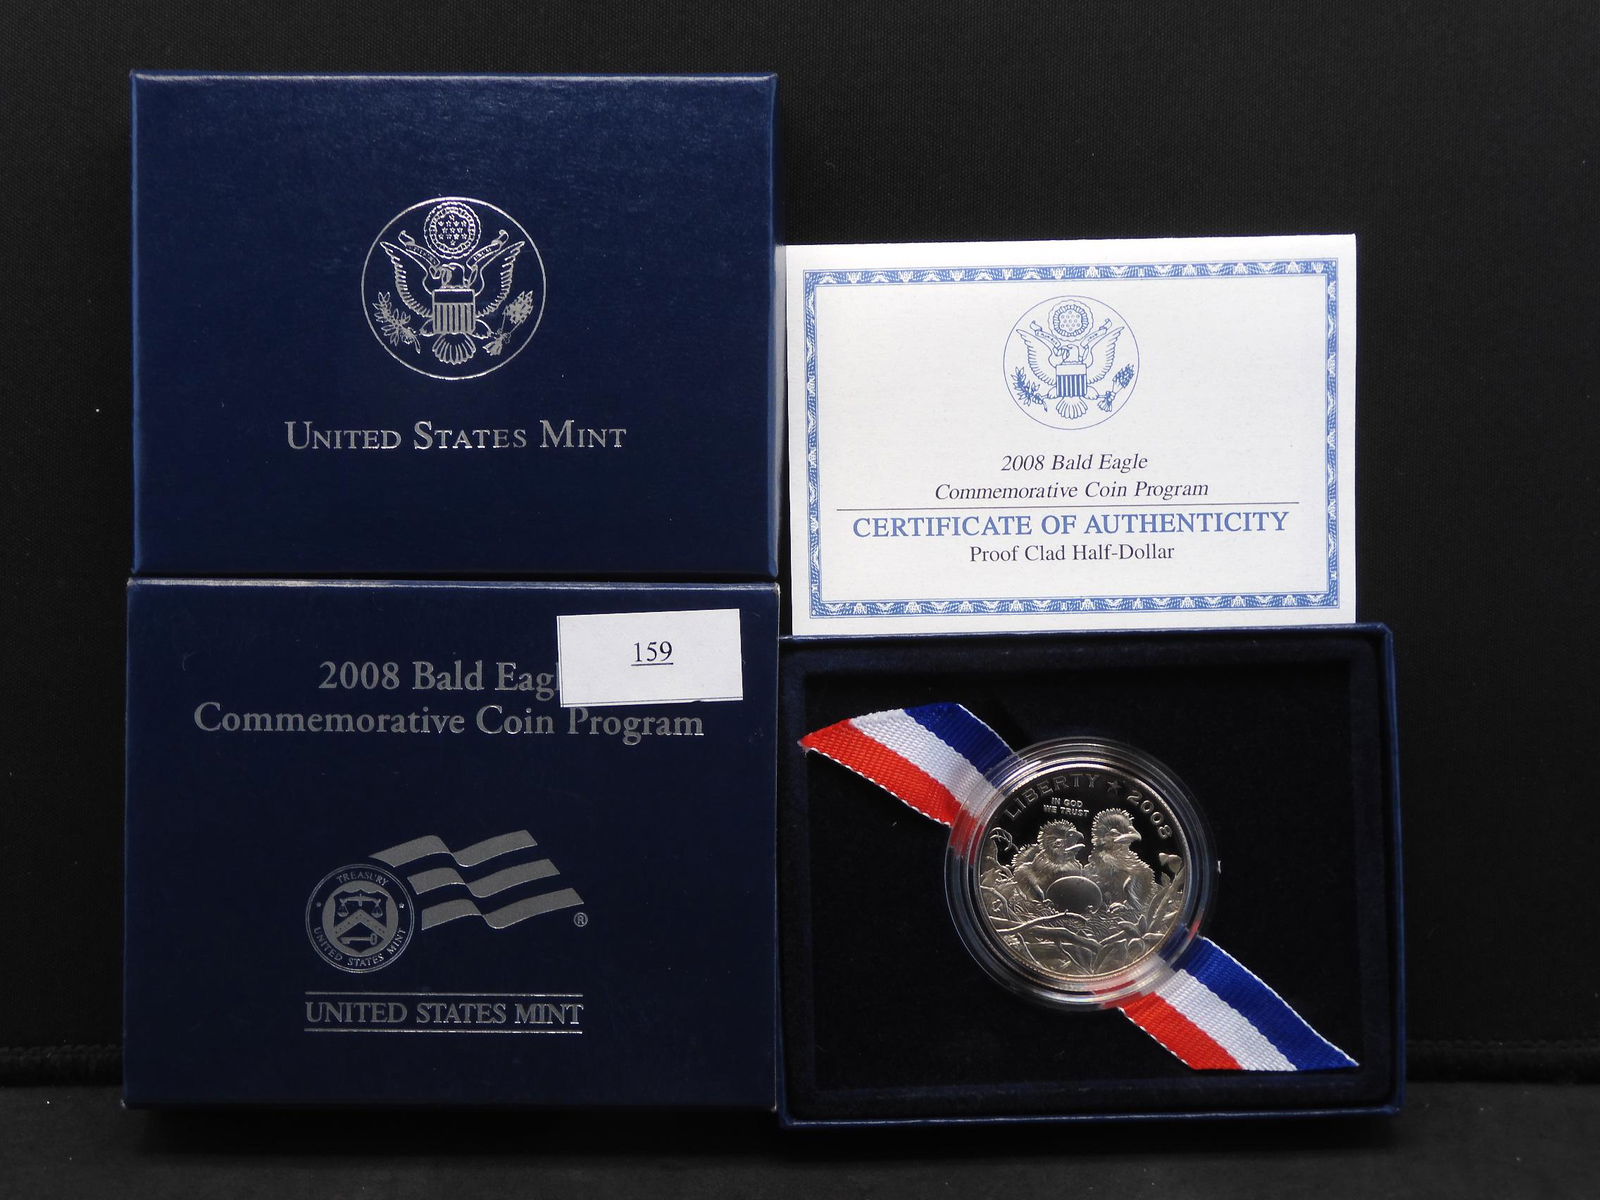 UNITED STATES MINT
2008 Bald Eagle
Commemorative Coin Program
CERTIFICATE OF AUTHENTICITY
Proof Clad Half-Dollar
159
2008 Bald
Commemorative Coin Program
TREASURY
UNITED STATES MINT
®
UNITED STATES MINT
LIBERTY ★ 2008
IN GOD
WE TRUST